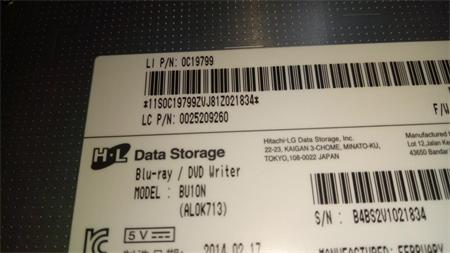 LI P/N: 0C19799
*11S0C19799ZVJ81Z021834*
LC P/N: 0025209260
F/W
H·L Data Storage
Hitachi-LG Data Storage, Inc.
22-23, KAIGAN 3-CHOME, MINATO-KU,
TOKYO,108-0022 JAPAN
Manufactured
Lot 12,Jalan
43650 Bandar
Blu-ray / DVD Writer
MODEL: BU10N
(ALOK713)
S/N : B4BS2V1021834
5 V
2014.02.17
MANUFACTURED: FEBRUARY